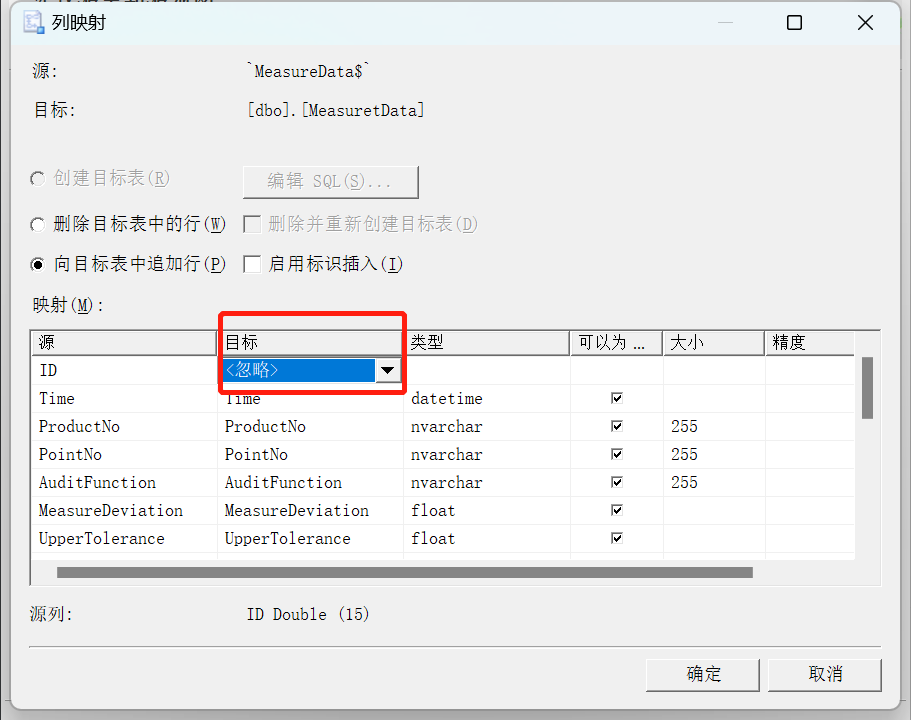 列映射
源: `MeasureData$`
目标: [dbo].[MeasuretData]
创建目标表(R) 编辑 SQL(S)...
删除目标表中的行(W) 删除并重新创建目标表(D)
向目标表中追加行(P) 启用标识插入(I)
映射(M):
源 目标 类型 可以为 ... 大小 精度
ID <忽略>
Time Time datetime
ProductNo ProductNo nvarchar 255
PointNo PointNo nvarchar 255
AuditFunction AuditFunction nvarchar 255
MeasureDeviation MeasureDeviation float
UpperTolerance UpperTolerance float
源列: ID Double (15)
确定 取消